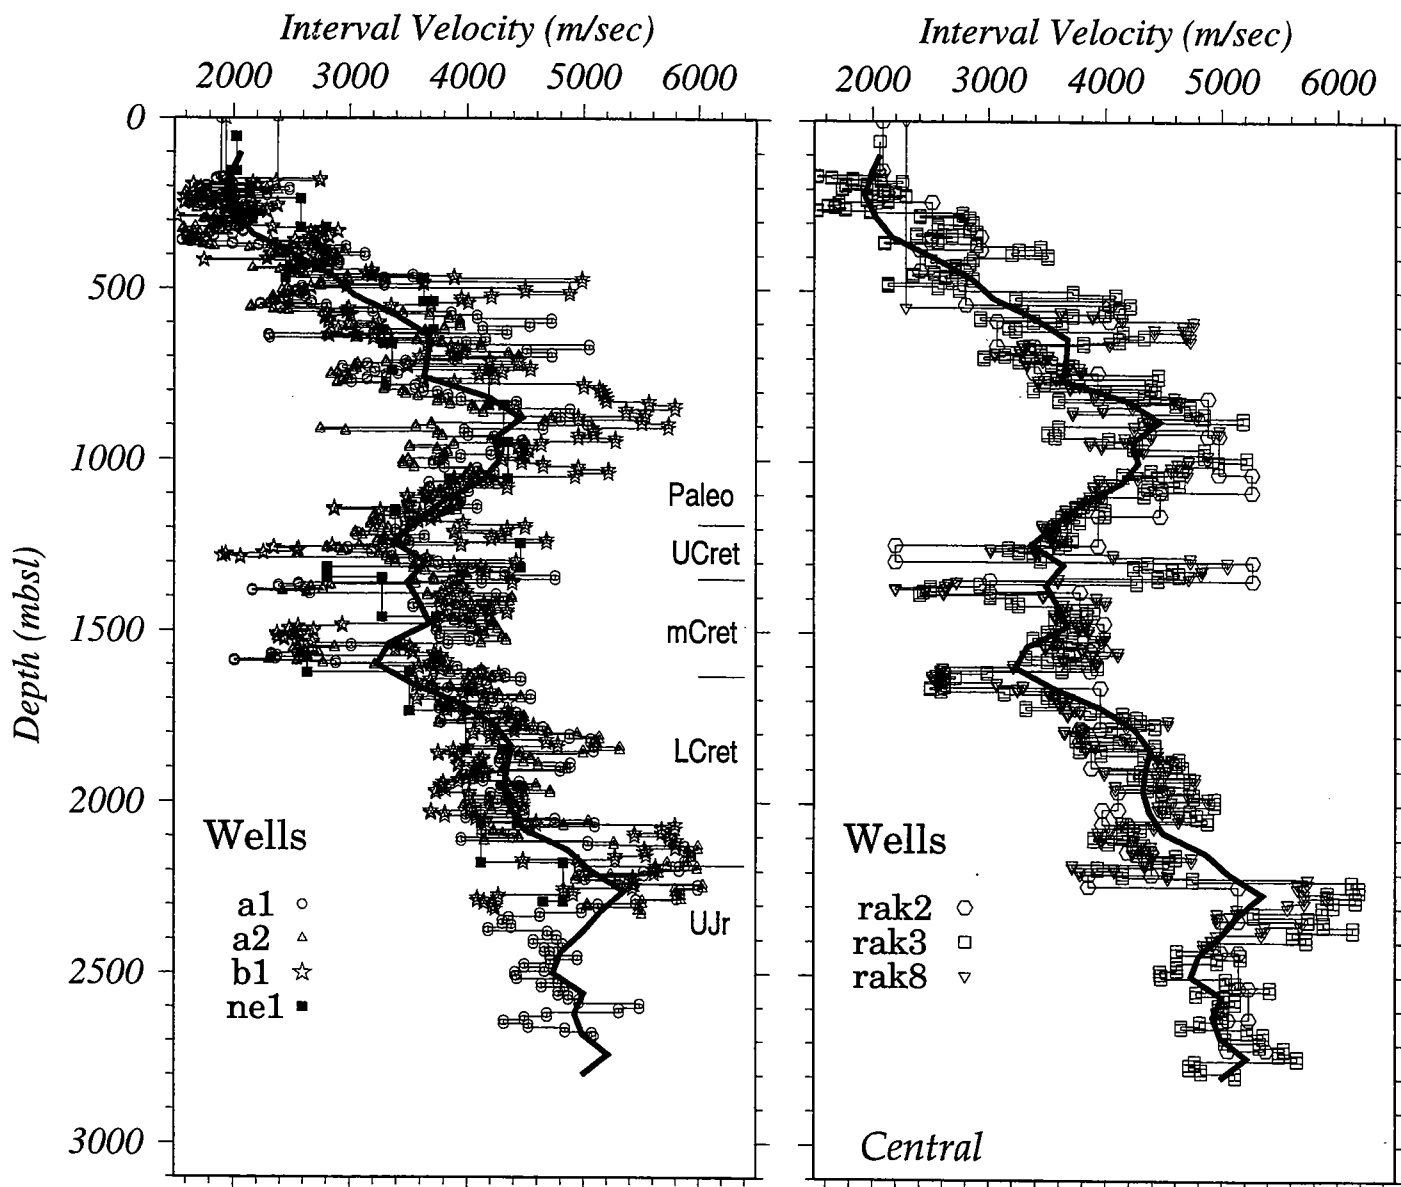 Interval Velocity (m/sec)
2000 3000 4000 5000 6000
0
500
1000
1500
2000
2500
3000
Depth (mbsl)
Paleo
UCret
mCret
LCret
UJr
Wells
a1
a2
b1
ne1
Interval Velocity (m/sec)
2000 3000 4000 5000 6000
Wells
rak2
rak3
rak8
Central